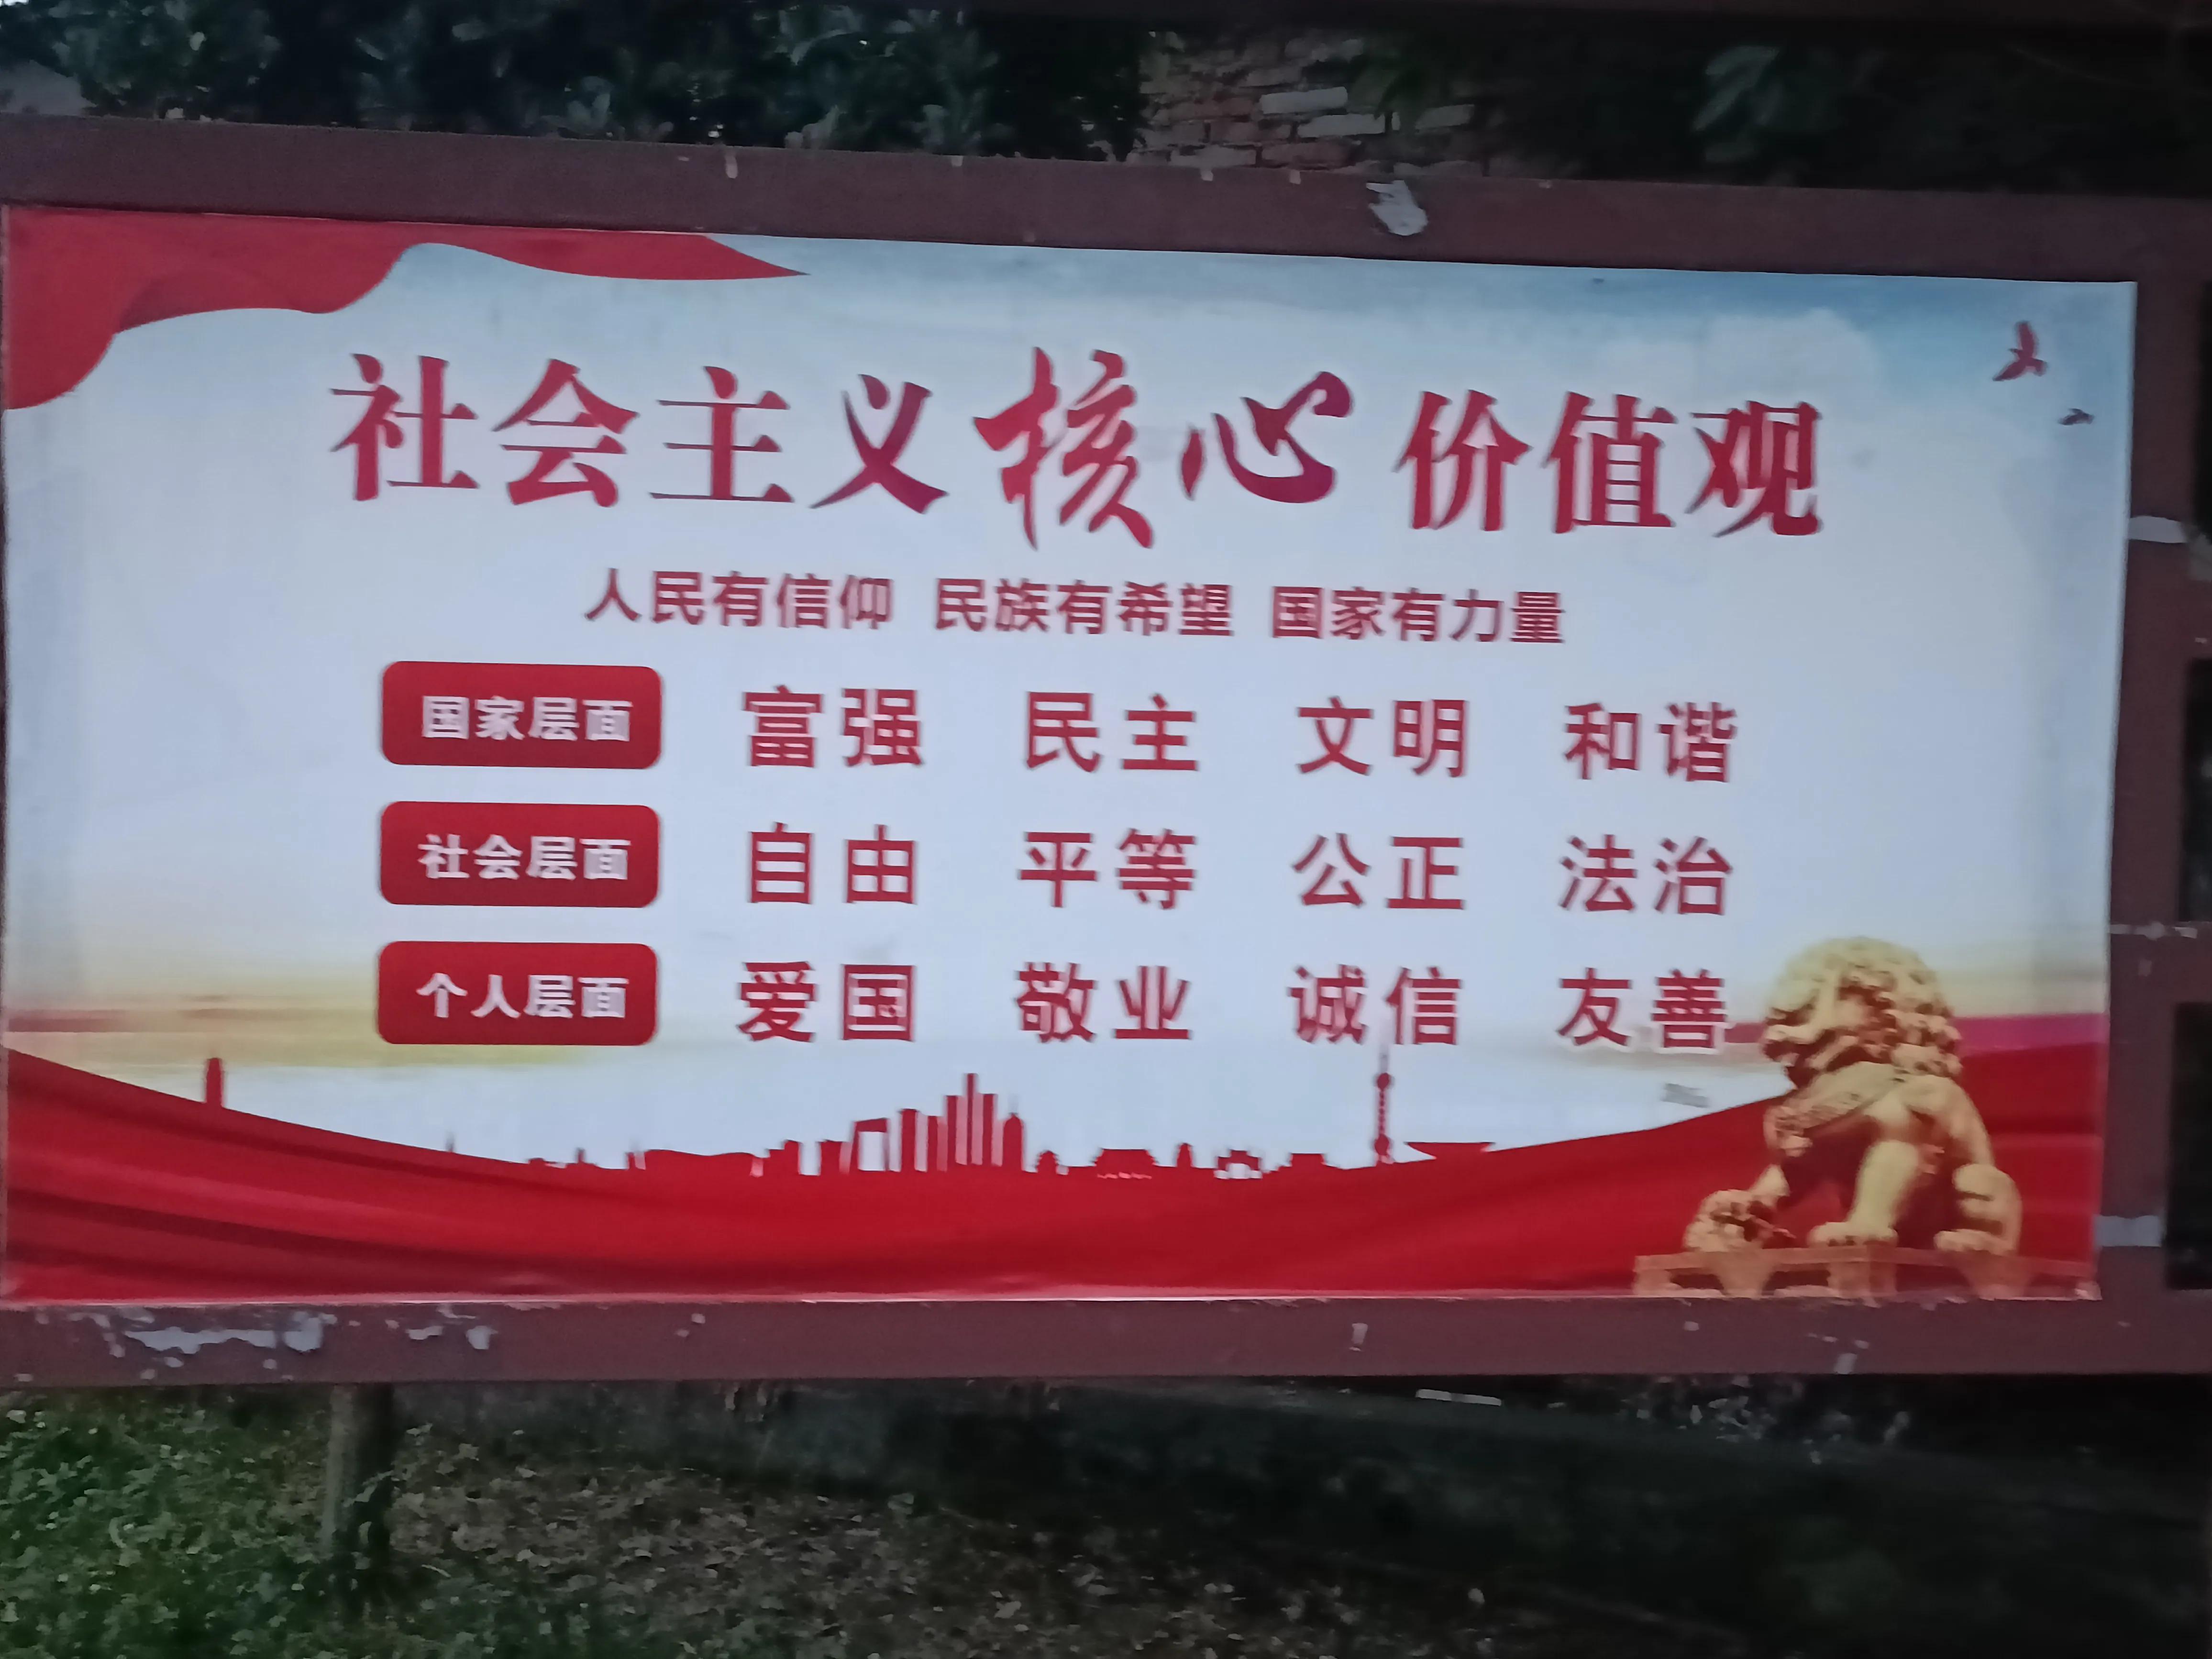 社会主义核心价值观
人民有信仰 民族有希望 国家有力量
国家层面 富强 民主 文明 和谐
社会层面 自由 平等 公正 法治
个人层面 爱国 敬业 诚信 友善